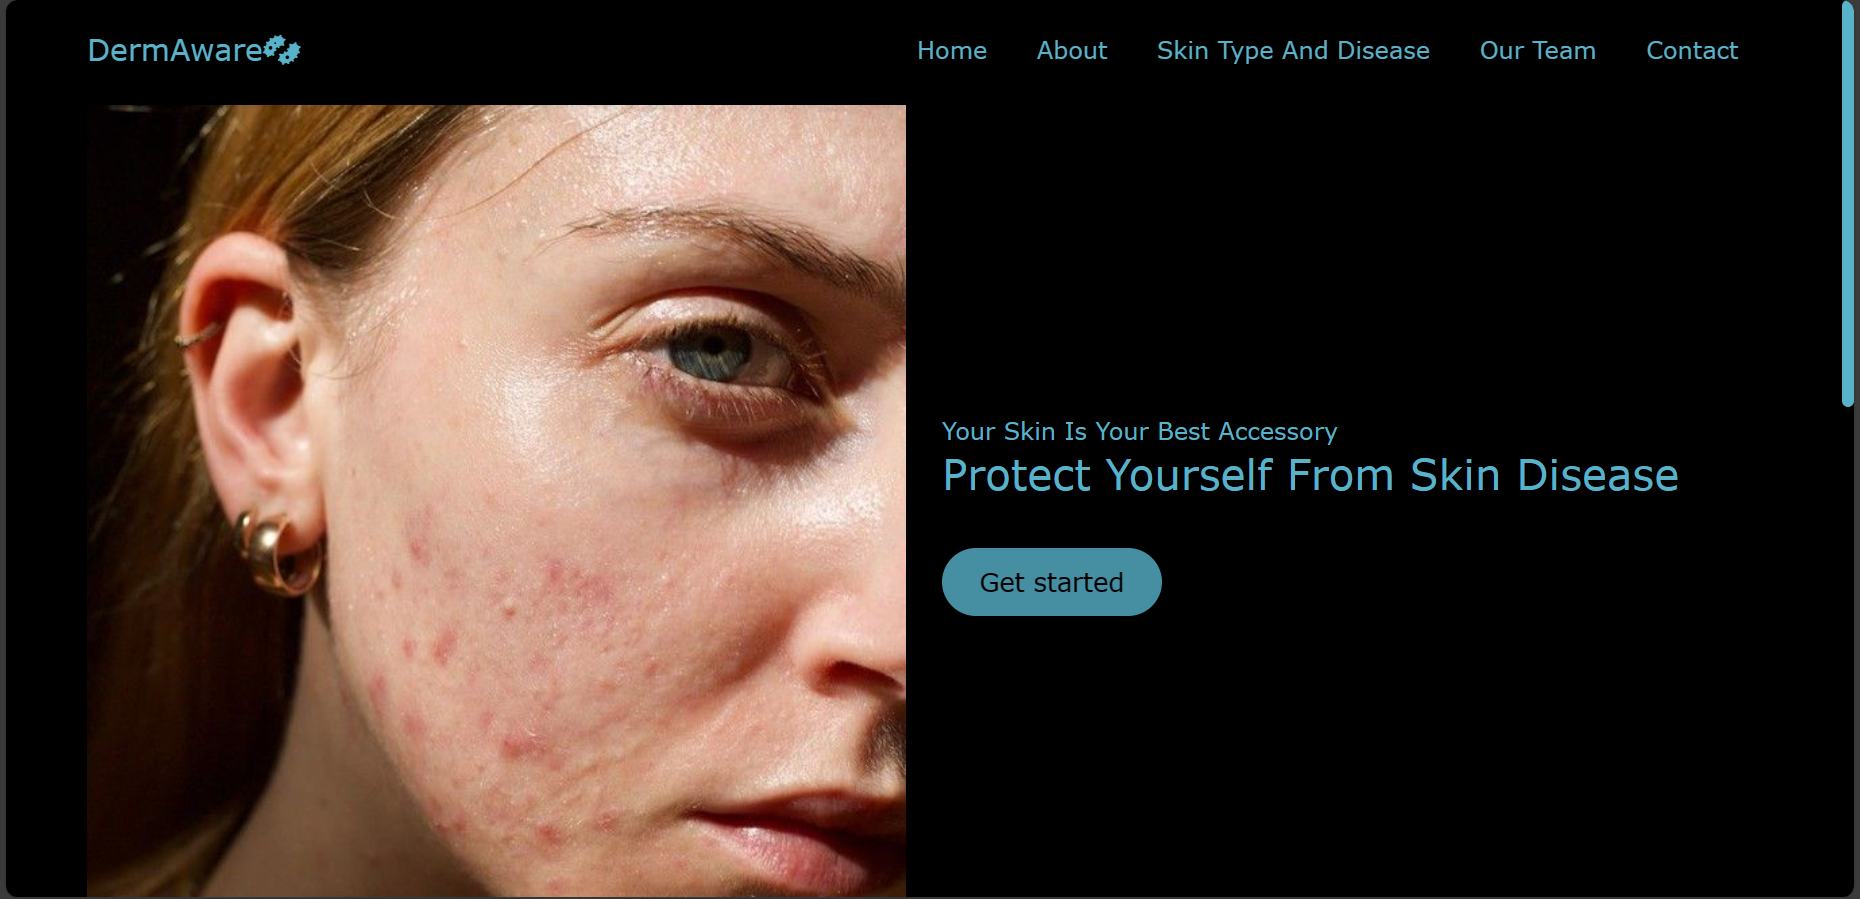 DermAware
Home About Skin Type And Disease Our Team Contact
Your Skin Is Your Best Accessory
Protect Yourself From Skin Disease
Get started